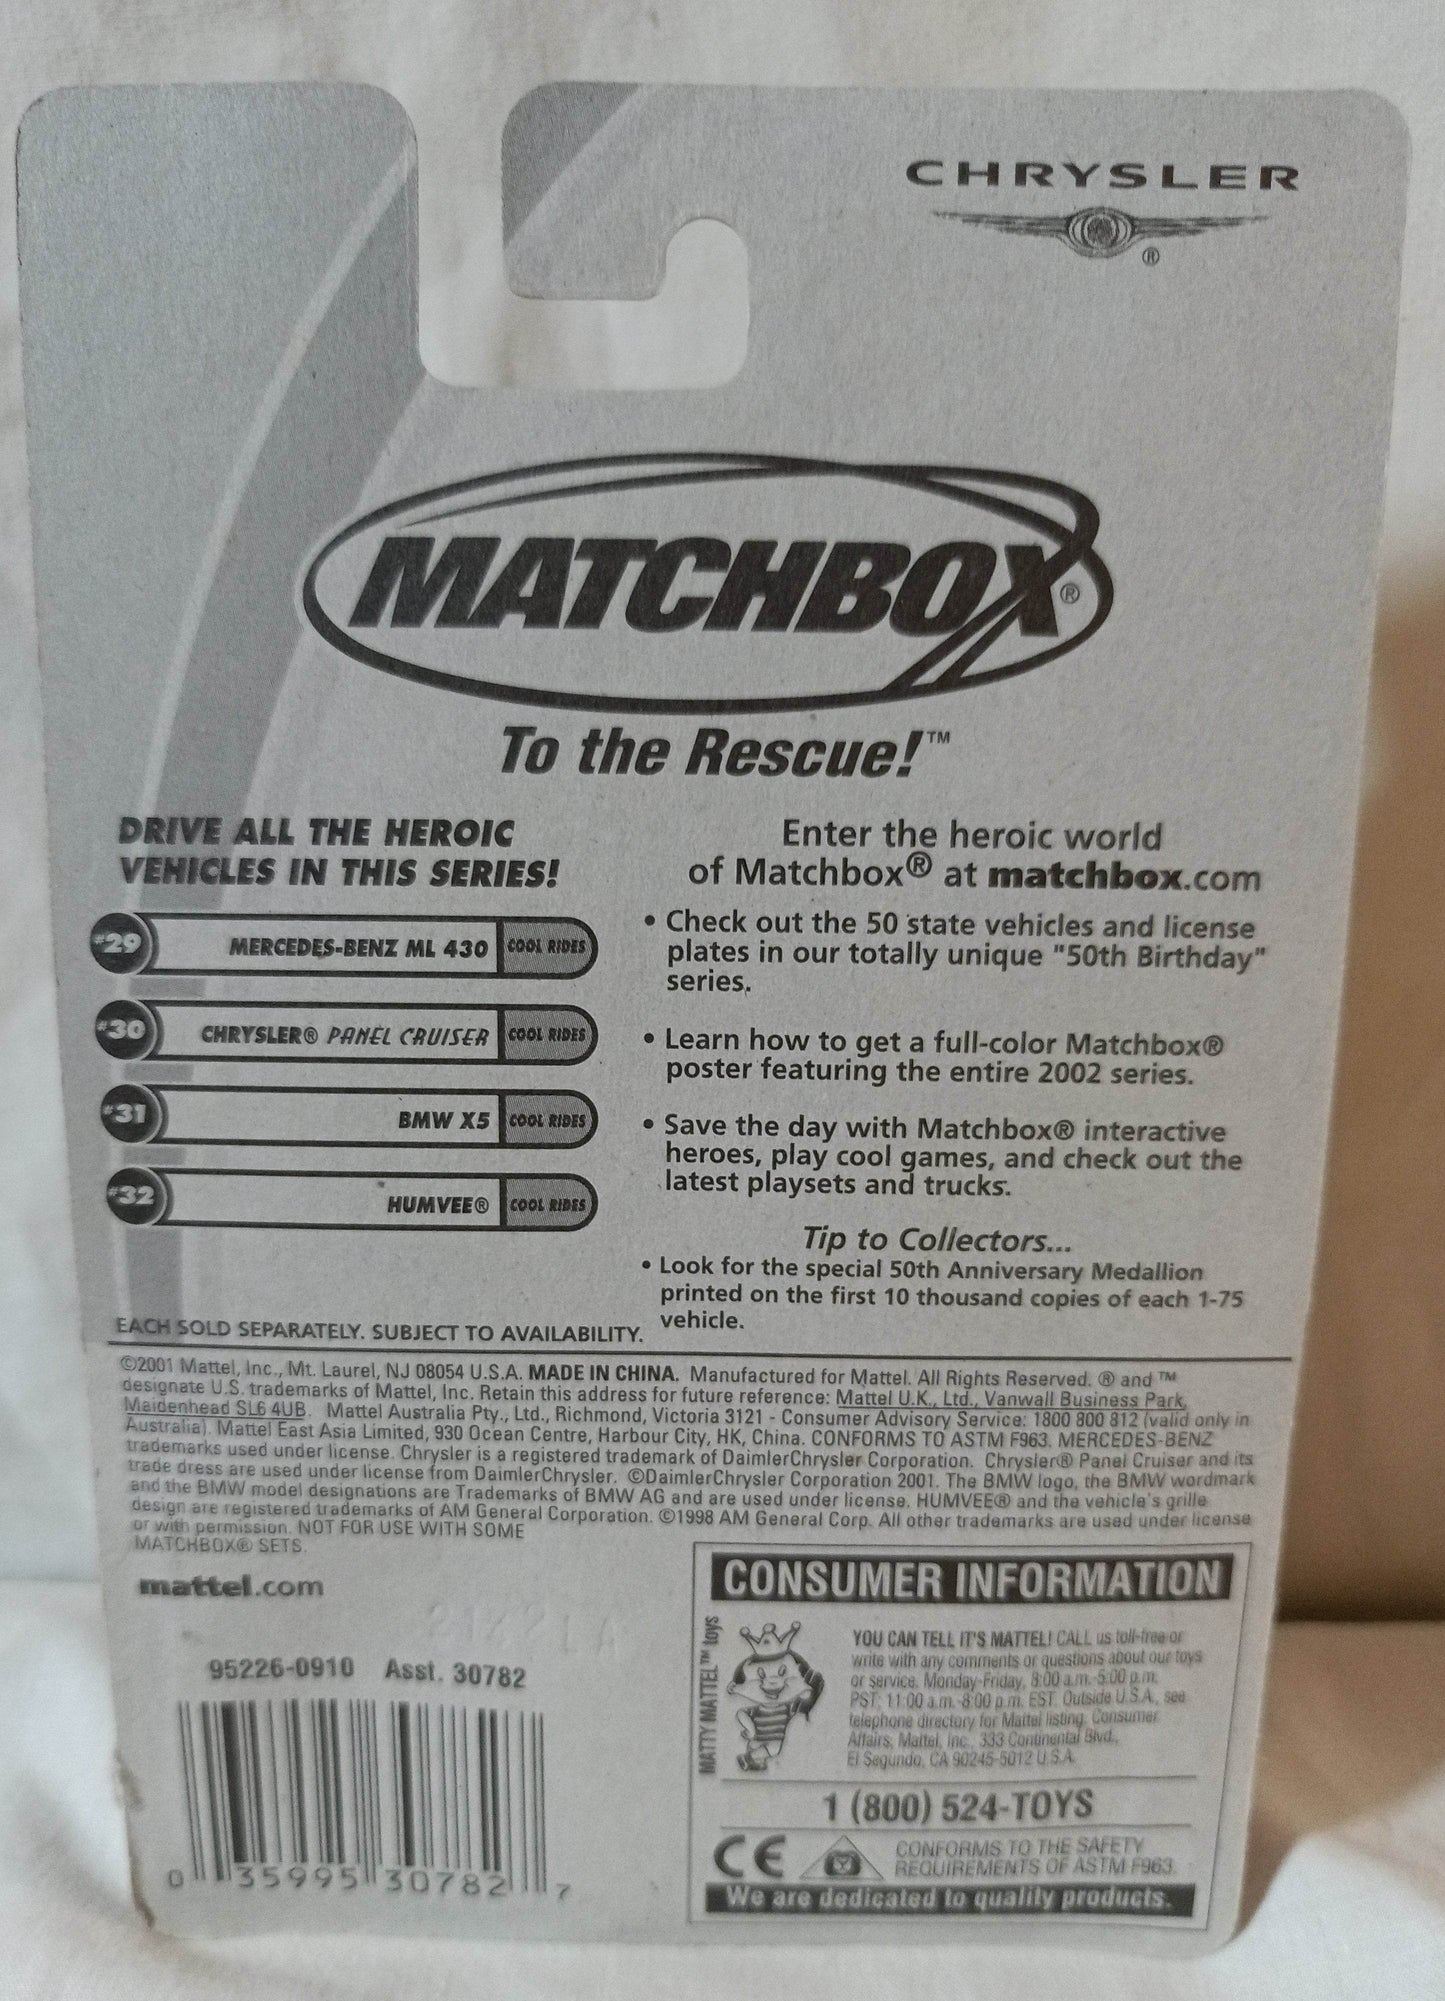 CHRYSLER
®
MATCHBOX®
To the Rescue!™
DRIVE ALL THE HEROIC
VEHICLES IN THIS SERIES!
#29 MERCEDES-BENZ ML 430 COOL RIDES
#30 CHRYSLER® PANEL CRUISER COOL RIDES
#31 BMW X5 COOL RIDES
#32 HUMVEE® COOL RIDES
EACH SOLD SEPARATELY. SUBJECT TO AVAILABILITY.
Enter the heroic world
of Matchbox® at matchbox.com
• Check out the 50 state vehicles and license
plates in our totally unique "50th Birthday"
series.
• Learn how to get a full-color Matchbox®
poster featuring the entire 2002 series.
• Save the day with Matchbox® interactive
heroes, play cool games, and check out the
latest playsets and trucks.
Tip to Collectors...
• Look for the special 50th Anniversary Medallion
printed on the first 10 thousand copies of each 1-75
vehicle.
©2001 Mattel, Inc., Mt. Laurel, NJ 08054 U.S.A. MADE IN CHINA. Manufactured for Mattel. All Rights Reserved. ® and ™
designate U.S. trademarks of Mattel, Inc. Retain this address for future reference: Mattel U.K., Ltd., Vanwall Business Park,
Maidenhead SL6 4UB. Mattel Australia Pty., Ltd., Richmond, Victoria 3121 - Consumer Advisory Service: 1800 800 812 (valid only in
Australia). Mattel East Asia Limited, 930 Ocean Centre, Harbour City, HK, China. CONFORMS TO ASTM F963. MERCEDES-BENZ
trademarks used under license. Chrysler is a registered trademark of DaimlerChrysler Corporation. Chrysler® Panel Cruiser and its
trade dress are used under license from DaimlerChrysler. ©DaimlerChrysler Corporation 2001. The BMW logo, the BMW wordmark
and the BMW model designations are Trademarks of BMW AG and are used under license. HUMVEE® and the vehicle's grille
design are registered trademarks of AM General Corporation. ©1998 AM General Corp. All other trademarks are used under license
or with permission. NOT FOR USE WITH SOME
MATCHBOX® SETS.
mattel.com
95226-0910 Asst. 30782
0 35995 30782 7
CONSUMER INFORMATION
MATTY MATTEL™ toys
YOU CAN TELL IT'S MATTEL! CALL us toll-free or
write with any comments or questions about our toys
or service. Monday-Friday, 8:00 a.m.-5:00 p.m.
PST; 11:00 a.m.-8:00 p.m. EST. Outside U.S.A., see
telephone directory for Mattel listing. Consumer
Affairs, Mattel, Inc., 333 Continental Blvd.,
El Segundo, CA 90245-5012 U.S.A.
1 (800) 524-TOYS
CE
CONFORMS TO THE SAFETY
REQUIREMENTS OF ASTM F963.
We are dedicated to quality products.